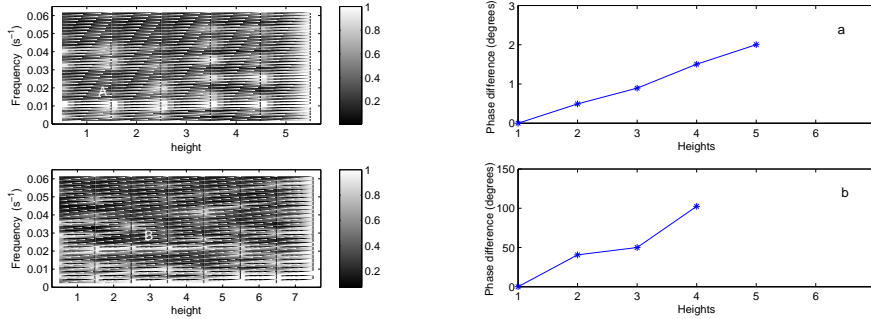 0.06
0.05
0.04
0.03
0.02
0.01
0
Frequency (s⁻¹)
A
1 2 3 4 5
height
1
0.8
0.6
0.4
0.2
3
2
1
0
Phase difference (degrees)
a
1 2 3 4 5 6 7
Heights
0.06
0.05
0.04
0.03
0.02
0.01
0
Frequency (s⁻¹)
B
1 2 3 4 5 6 7
height
1
0.8
0.6
0.4
0.2
150
100
50
0
Phase difference (degrees)
b
1 2 3 4 5 6 7
Heights